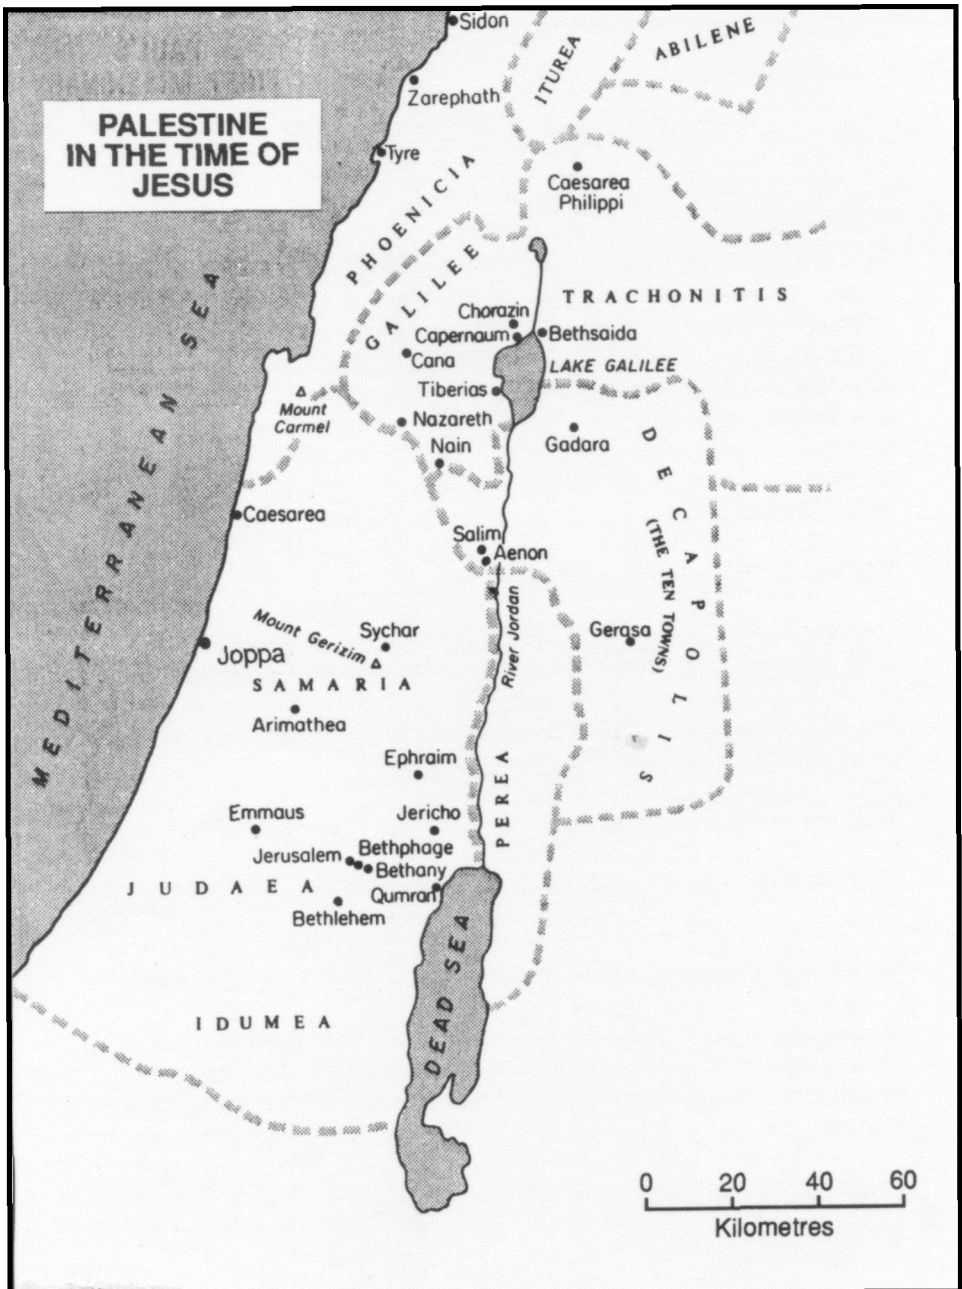 Sidon
ABILENE
ITUREA
Zarephath
PALESTINE
IN THE TIME OF
JESUS
Tyre
PHOENICIA
Caesarea
Philippi
GALILEE
TRACHONITIS
Chorazin
Capernaum
Bethsaida
Cana
LAKE GALILEE
Tiberias
Mount
Carmel
Nazareth
Nain
Gadara
DECAPOLIS
(THE TEN TOWNS)
MEDITERRANEAN SEA
Caesarea
Salim
Aenon
River Jordan
Mount Gerizim
Sychar
Gerasa
Joppa
SAMARIA
Arimathea
Ephraim
PEREA
Emmaus
Jericho
Jerusalem
Bethphage
Bethany
JUDAEA
Qumran
Bethlehem
DEAD SEA
IDUMEA
0 20 40 60
Kilometres